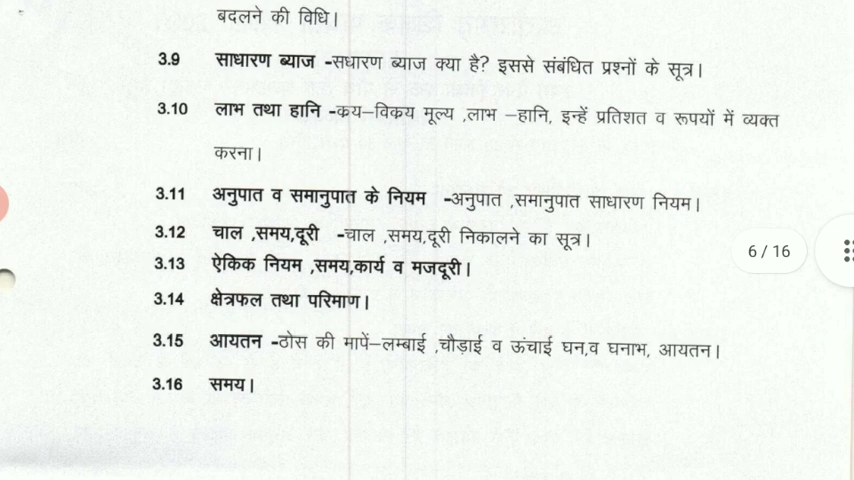 बदलने की विधि।
3.9 साधारण ब्याज -सधारण ब्याज क्या है? इससे संबंधित प्रश्नों के सूत्र।
3.10 लाभ तथा हानि -कय–विकय मूल्य ,लाभ –हानि, इन्हें प्रतिशत व रूपयों में व्यक्त
करना।
3.11 अनुपात व समानुपात के नियम -अनुपात ,समानुपात साधारण नियम।
3.12 चाल ,समय,दूरी -चाल ,समय,दूरी निकालने का सूत्र।
6 / 16
3.13 ऐकिक नियम ,समय,कार्य व मजदूरी।
3.14 क्षेत्रफल तथा परिमाण।
3.15 आयतन -ठोस की मापें–लम्बाई ,चौड़ाई व ऊंचाई घन,व घनाभ, आयतन।
3.16 समय।